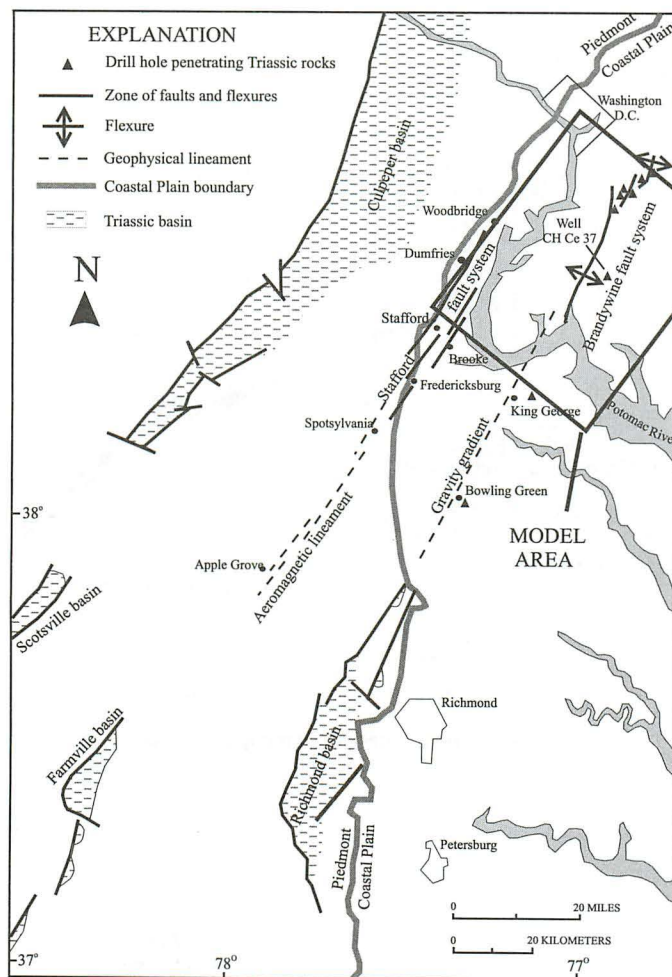 EXPLANATION
Drill hole penetrating Triassic rocks
Zone of faults and flexures
Flexure
Geophysical lineament
Coastal Plain boundary
Triassic basin
N
Culpeper basin
Piedmont
Coastal Plain
Washington
D.C.
Woodbridge
Well
CH Ce 37
Dumfries
Stafford fault system
Brandywine fault system
Stafford
Brooke
Fredericksburg
King George
Potomac River
Spotsylvania
Gravity gradient
Bowling Green
38°
MODEL
AREA
Apple Grove
Aeromagnetic lineament
Scotsville basin
Richmond
Farmville basin
Richmond basin
Piedmont
Coastal Plain
Petersburg
0 20 MILES
0 20 KILOMETERS
37°
78°
77°